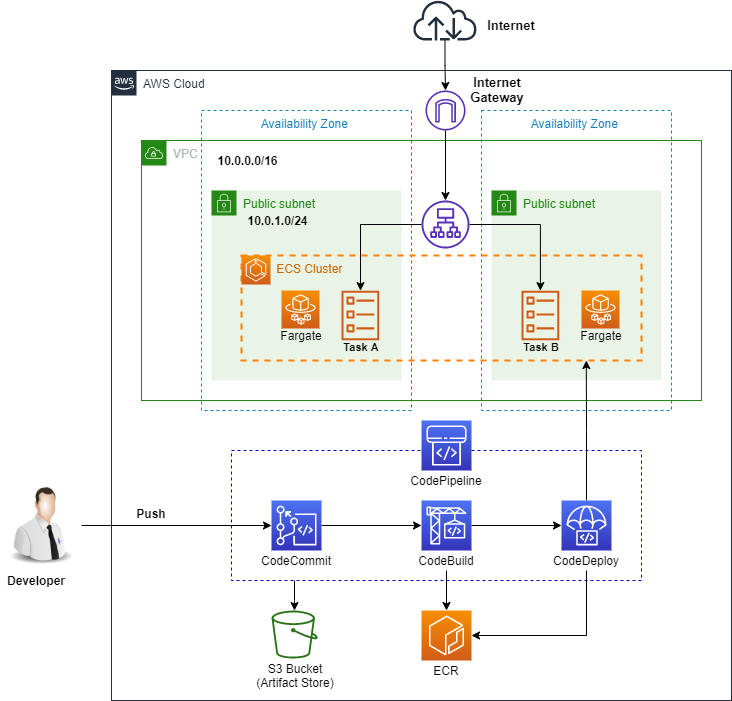 Internet
Internet
Gateway
aws
AWS Cloud
Availability Zone
Availability Zone
VPC
10.0.0.0/16
Public subnet
10.0.1.0/24
Public subnet
ECS Cluster
Fargate
Task A
Task B
Fargate
CodePipeline
Push
CodeCommit
CodeBuild
CodeDeploy
Developer
S3 Bucket
(Artifact Store)
ECR